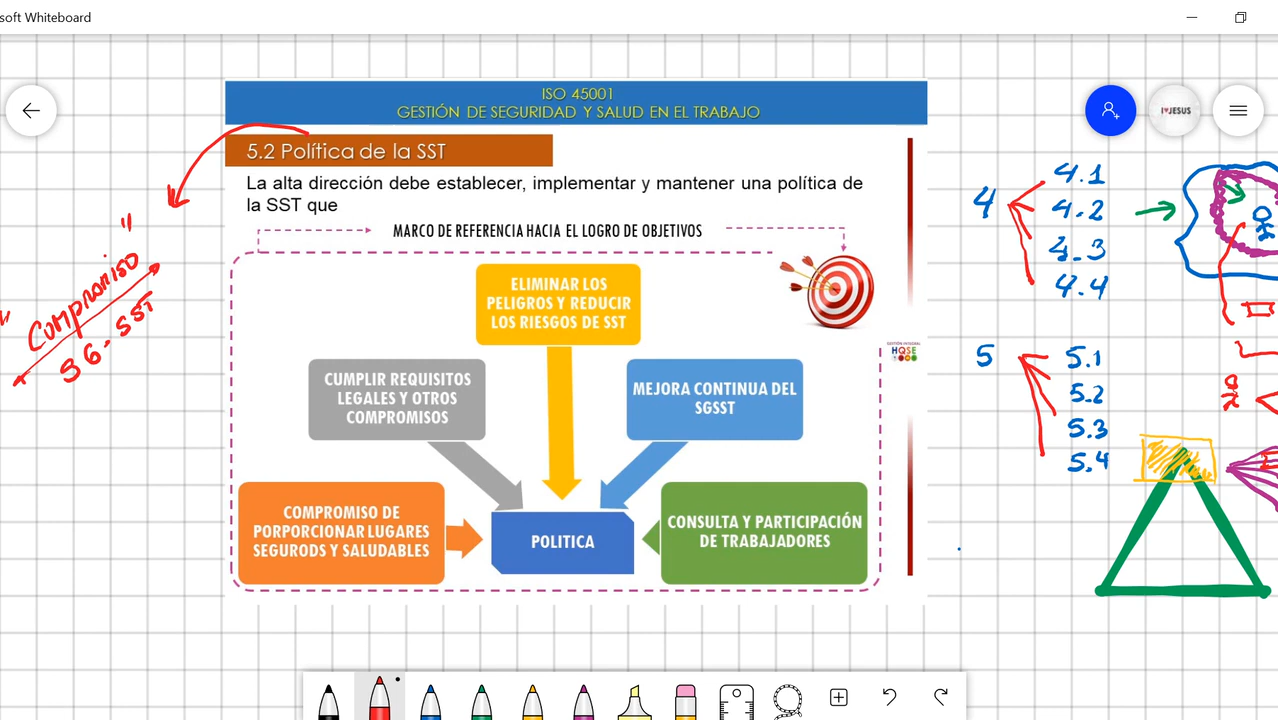 soft Whiteboard
ISO 45001
GESTIÓN DE SEGURIDAD Y SALUD EN EL TRABAJO
5.2 Política de la SST
La alta dirección debe establecer, implementar y mantener una política de
la SST que
MARCO DE REFERENCIA HACIA EL LOGRO DE OBJETIVOS
ELIMINAR LOS
PELIGROS Y REDUCIR
LOS RIESGOS DE SST
CUMPLIR REQUISITOS
LEGALES Y OTROS
COMPROMISOS
MEJORA CONTINUA DEL
SGSST
COMPROMISO DE
PORPORCIONAR LUGARES
SEGURODS Y SALUDABLES
POLITICA
CONSULTA Y PARTICIPACIÓN
DE TRABAJADORES
GESTIÓN INTEGRAL
HQSE
"Compromiso"
SG-SST
I♥JESUS
4
4.1
4.2
4.3
4.4
5
5.1
5.2
5.3
5.4